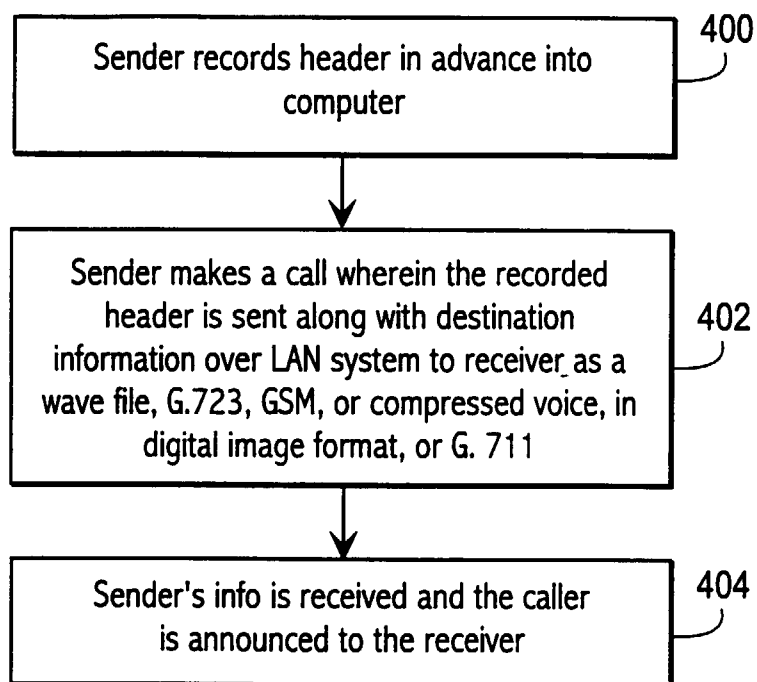 Sender records header in advance into
computer
400
Sender makes a call wherein the recorded
header is sent along with destination
information over LAN system to receiver as a
wave file, G.723, GSM, or compressed voice, in
digital image format, or G. 711
402
Sender's info is received and the caller
is announced to the receiver
404